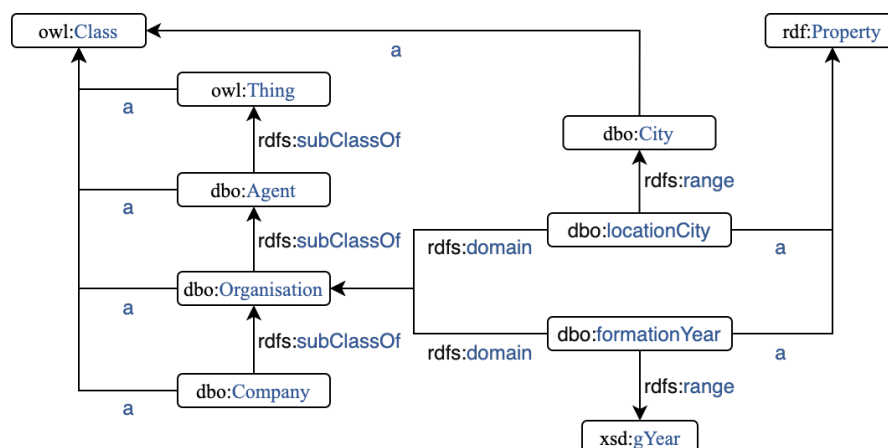 owl:Class
rdf:Property
a
owl:Thing
a
rdfs:subClassOf
dbo:City
dbo:Agent
a
rdfs:range
rdfs:subClassOf
rdfs:domain
dbo:locationCity
a
dbo:Organisation
a
rdfs:subClassOf
rdfs:domain
dbo:formationYear
a
dbo:Company
a
rdfs:range
xsd:gYear